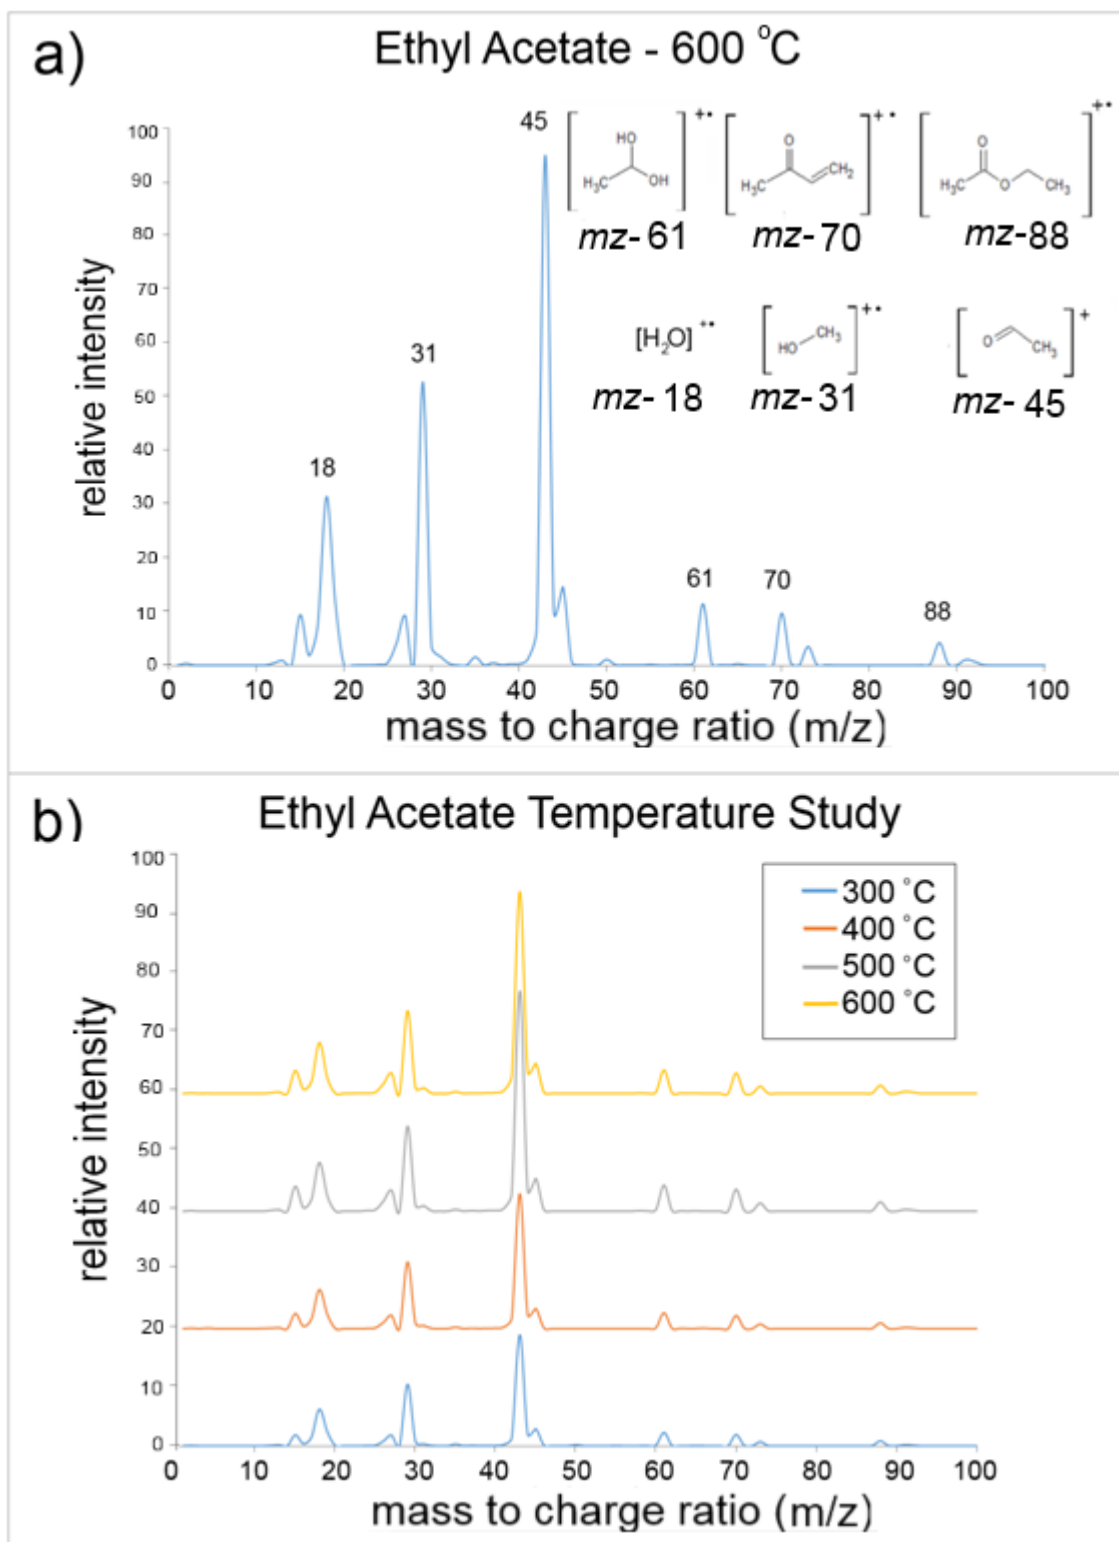 a)
Ethyl Acetate - 600 °C
100
90
80
70
60
50
40
30
20
10
0
relative intensity
18
31
45
61
70
88
HO
H₃C
OH
+•
mz- 61
O
H₃C
CH₂
+•
mz- 70
O
H₃C
O
CH₃
+•
mz-88
[H₂O] +•
mz- 18
HO
CH₃
+•
mz- 31
O
CH₃
+
mz- 45
0 10 20 30 40 50 60 70 80 90 100
mass to charge ratio (m/z)
b)
Ethyl Acetate Temperature Study
100
90
80
70
60
50
40
30
20
10
0
relative intensity
300 °C
400 °C
500 °C
600 °C
0 10 20 30 40 50 60 70 80 90 100
mass to charge ratio (m/z)